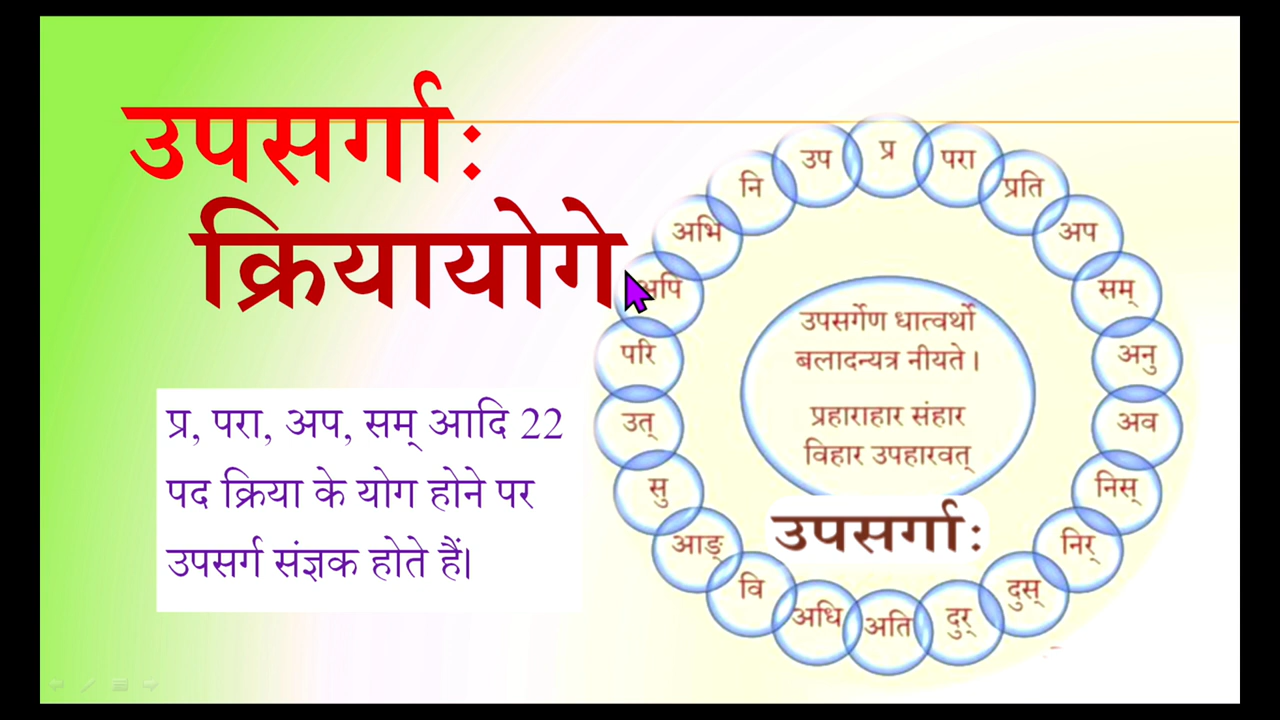 उपसर्गाः
क्रियायोगे
प्र, परा, अप, सम् आदि 22
पद क्रिया के योग होने पर
उपसर्ग संज्ञक होते हैं।
प्र
परा
प्रति
अप
सम्
अनु
अव
निस्
निर्
दुस्
दुर्
अति
अधि
वि
आङ्
सु
उत्
परि
अपि
अभि
नि
उप
उपसर्गेण धात्वर्थो
बलादन्यत्र नीयते ।
प्रहाराहार संहार
विहार उपहारवत्
उपसर्गाः